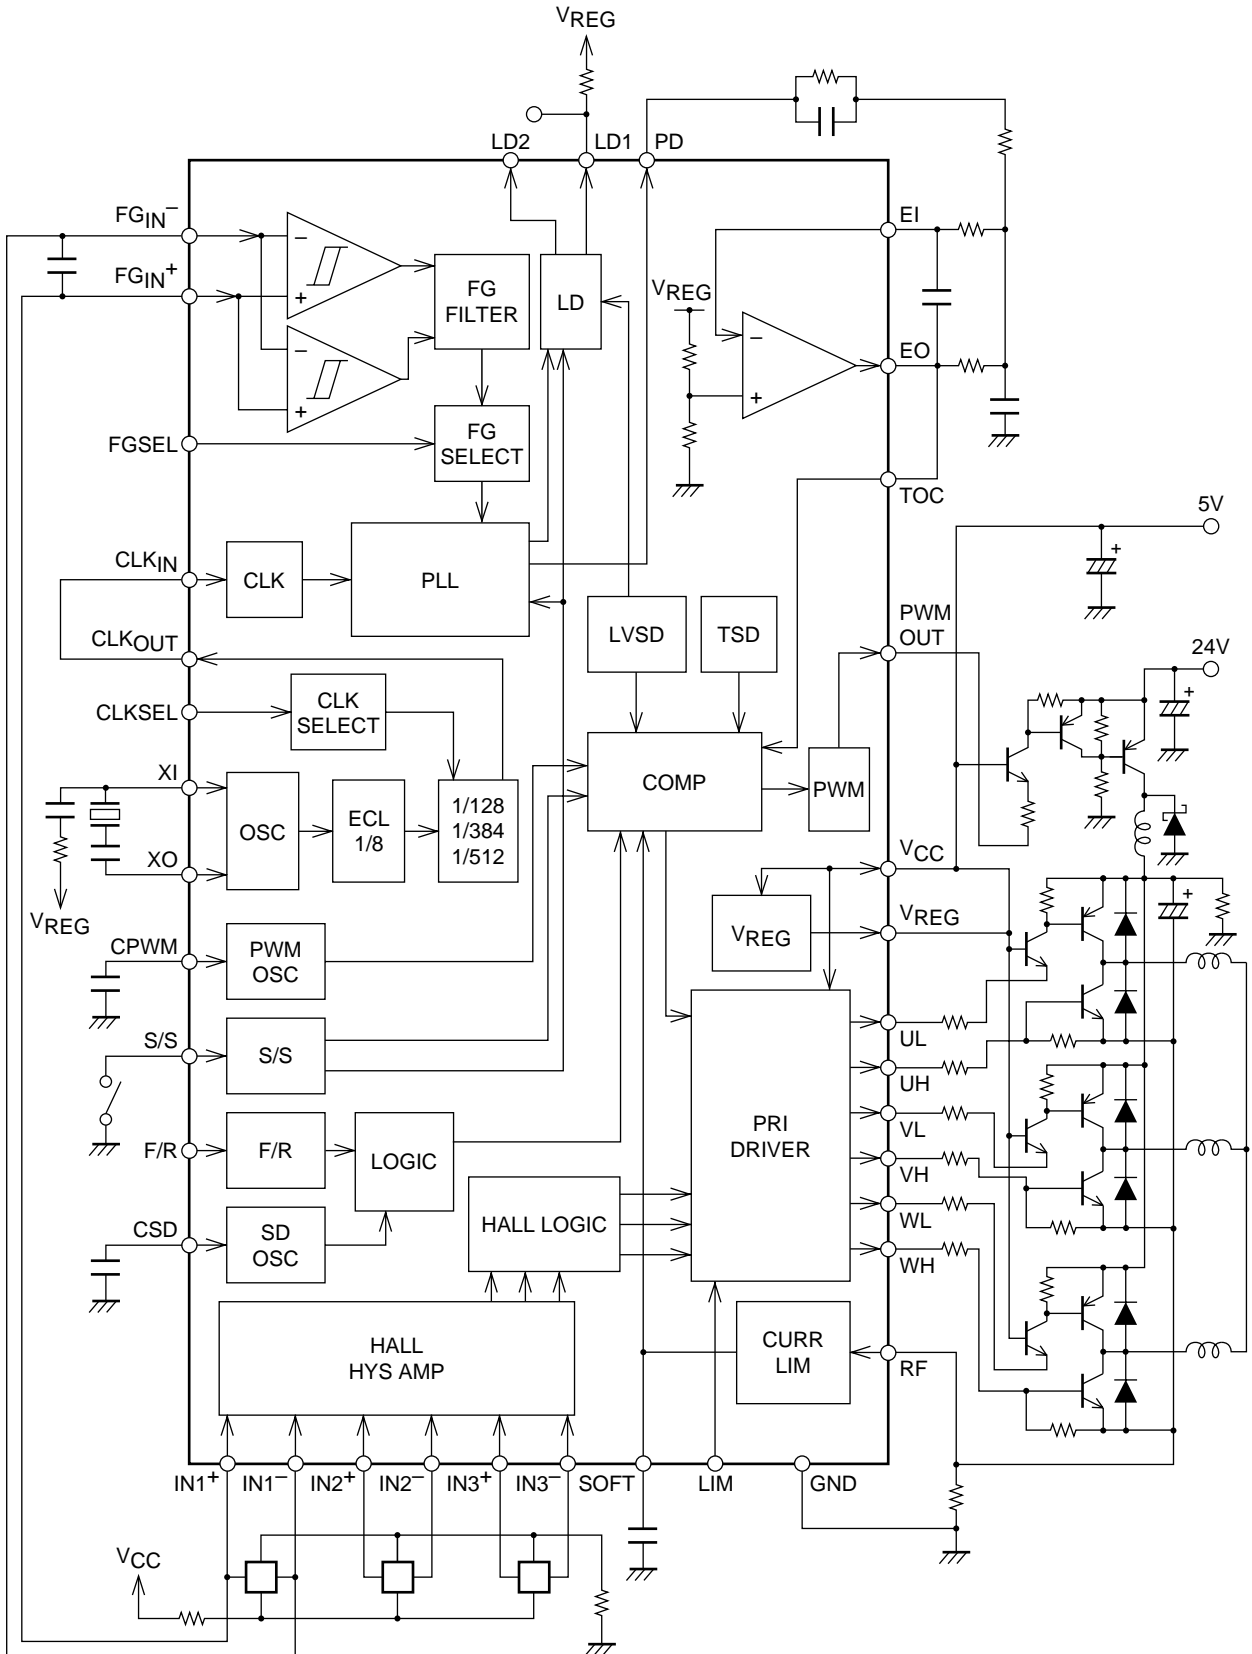 VREG
LD2
LD1
PD
FGIN−
FGIN+
EI
−
+
FG
FILTER
LD
VREG
−
+
−
+
EO
FGSEL
FG
SELECT
TOC
5V
+
CLKIN
CLK
PLL
PWM
OUT
LVSD
TSD
CLKOUT
24V
+
CLKSEL
CLK
SELECT
XI
COMP
PWM
OSC
ECL
1/8
1/128
1/384
1/512
XO
VCC
VREG
VREG
VREG
+
CPWM
PWM
OSC
S/S
S/S
UL
UH
PRI
DRIVER
VL
F/R
F/R
LOGIC
VH
CSD
SD
OSC
HALL LOGIC
WL
WH
HALL
HYS AMP
CURR
LIM
RF
IN1+
IN1−
IN2+
IN2−
IN3+
IN3−
SOFT
LIM
GND
VCC